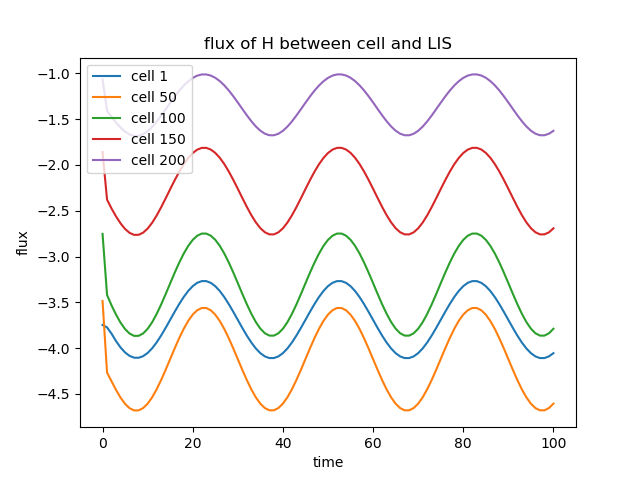 flux of H between cell and LIS
cell 1
cell 50
cell 100
cell 150
cell 200
−1.0
−1.5
−2.0
−2.5
−3.0
−3.5
−4.0
−4.5
flux
0 20 40 60 80 100
time